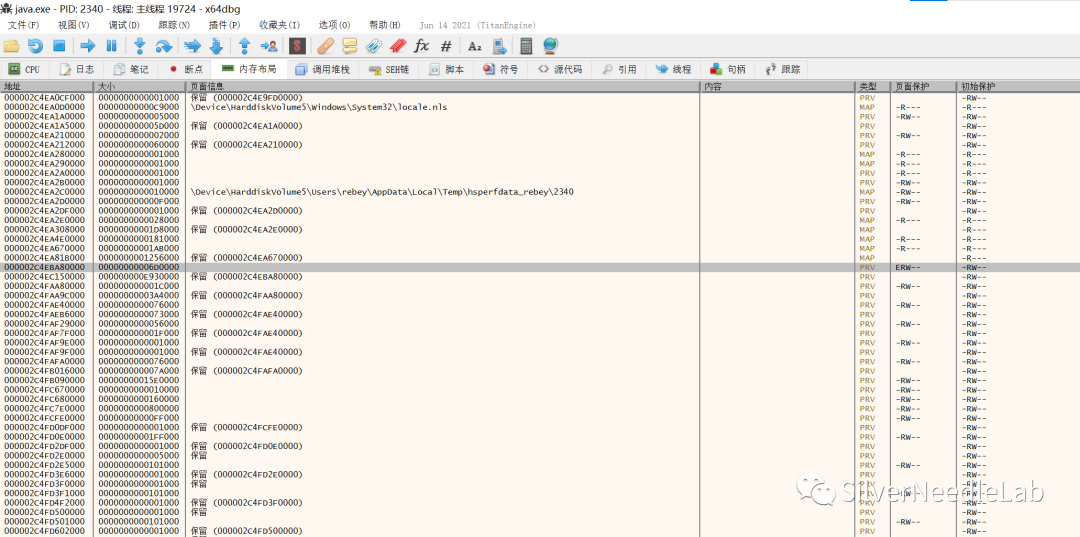 java.exe - PID: 2340 - 线程: 主线程 19724 - x64dbg
文件(F) 视图(V) 调试(D) 跟踪(N) 插件(P) 收藏夹(I) 选项(O) 帮助(H) Jun 14 2021 (TitanEngine)
CPU 日志 笔记 断点 内存布局 调用堆栈 SEH链 脚本 符号 源代码 引用 线程 句柄 跟踪
地址 大小 页面信息 内容 类型 页面保护 初始保护
000002C4EA0CF000 0000000000001000 保留 (000002C4E9FD0000) PRV -RW--
000002C4EA0D0000 00000000000C9000 \Device\HarddiskVolume5\Windows\System32\locale.nls MAP -R--- -R---
000002C4EA1A0000 0000000000005000 PRV -RW-- -RW--
000002C4EA1A5000 000000000005D000 保留 (000002C4EA1A0000) PRV -RW--
000002C4EA210000 0000000000002000 PRV -RW-- -RW--
000002C4EA212000 0000000000060000 保留 (000002C4EA210000) PRV -RW--
000002C4EA280000 0000000000001000 MAP -R--- -R---
000002C4EA290000 0000000000001000 MAP -R--- -R---
000002C4EA2A0000 0000000000001000 PRV -R--- -R---
000002C4EA2B0000 0000000000001000 PRV -RW-- -RW--
000002C4EA2C0000 0000000000010000 \Device\HarddiskVolume5\Users\rebey\AppData\Local\Temp\hsperfdata_rebey\2340 MAP -RW-- -RW--
000002C4EA2D0000 000000000000F000 PRV -RW-- -RW--
000002C4EA2DF000 0000000000001000 保留 (000002C4EA2D0000) PRV -RW--
000002C4EA2E0000 0000000000028000 MAP -R--- -R---
000002C4EA308000 00000000001D8000 保留 (000002C4EA2E0000) MAP -R---
000002C4EA4E0000 0000000000181000 MAP -R--- -R---
000002C4EA670000 00000000001AB000 MAP -R--- -R---
000002C4EA81B000 0000000001256000 保留 (000002C4EA670000) MAP -R---
000002C4EBA80000 00000000006D0000 PRV ERW-- -RW--
000002C4EC150000 000000000E930000 保留 (000002C4EBA80000) PRV -RW--
000002C4FAA80000 000000000001C000 PRV -RW-- -RW--
000002C4FAA9C000 00000000003A4000 保留 (000002C4FAA80000) PRV -RW--
000002C4FAE40000 0000000000076000 PRV -RW-- -RW--
000002C4FAEB6000 0000000000073000 保留 (000002C4FAE40000) PRV -RW--
000002C4FAF29000 0000000000056000 PRV -RW-- -RW--
000002C4FAF7F000 000000000001F000 保留 (000002C4FAE40000) PRV -RW--
000002C4FAF9E000 0000000000001000 PRV -RW-- -RW--
000002C4FAF9F000 0000000000001000 保留 (000002C4FAE40000) PRV -RW--
000002C4FAFA0000 0000000000076000 PRV -RW-- -RW--
000002C4FB016000 000000000007A000 保留 (000002C4FAFA0000) PRV -RW--
000002C4FB090000 00000000015E0000 PRV -RW-- -RW--
000002C4FC670000 0000000000010000 PRV -RW-- -RW--
000002C4FC680000 0000000000160000 PRV -RW-- -RW--
000002C4FC7E0000 0000000000800000 PRV -RW-- -RW--
000002C4FCFE0000 00000000000FF000 PRV -RW-- -RW--
000002C4FD0DF000 0000000000001000 保留 (000002C4FCFE0000) PRV -RW--
000002C4FD0E0000 00000000001FF000 PRV -RW-- -RW--
000002C4FD2DF000 0000000000001000 保留 (000002C4FD0E0000) PRV -RW--
000002C4FD2E0000 0000000000005000 保留 PRV -RW--
000002C4FD2E5000 0000000000101000 PRV -RW-- -RW--
000002C4FD3E6000 0000000000001000 保留 (000002C4FD2E0000) PRV -RW--
000002C4FD3F0000 0000000000001000 保留 PRV -RW--
000002C4FD3F1000 0000000000101000 PRV -RW-- -RW--
000002C4FD4F2000 0000000000001000 保留 (000002C4FD3F0000) PRV -RW--
000002C4FD500000 0000000000001000 保留 PRV -RW--
000002C4FD501000 0000000000101000 PRV -RW-- -RW--
000002C4FD602000 0000000000001000 保留 (000002C4FD500000) PRV -RW--
SilverNeedleLab